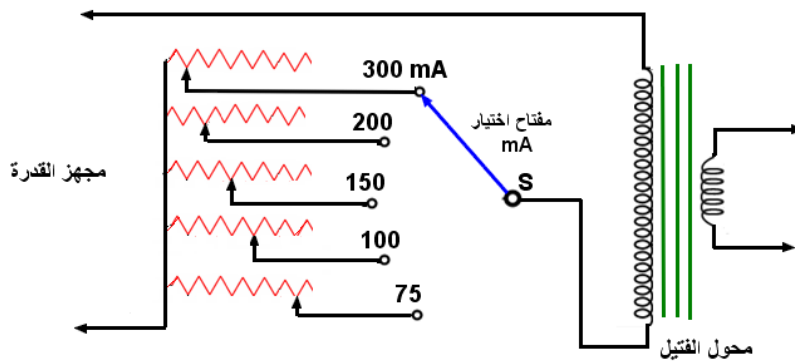 300 mA
200
150
100
75
مفتاح اختيار
mA
S
مجهز القدرة
محول الفتيل